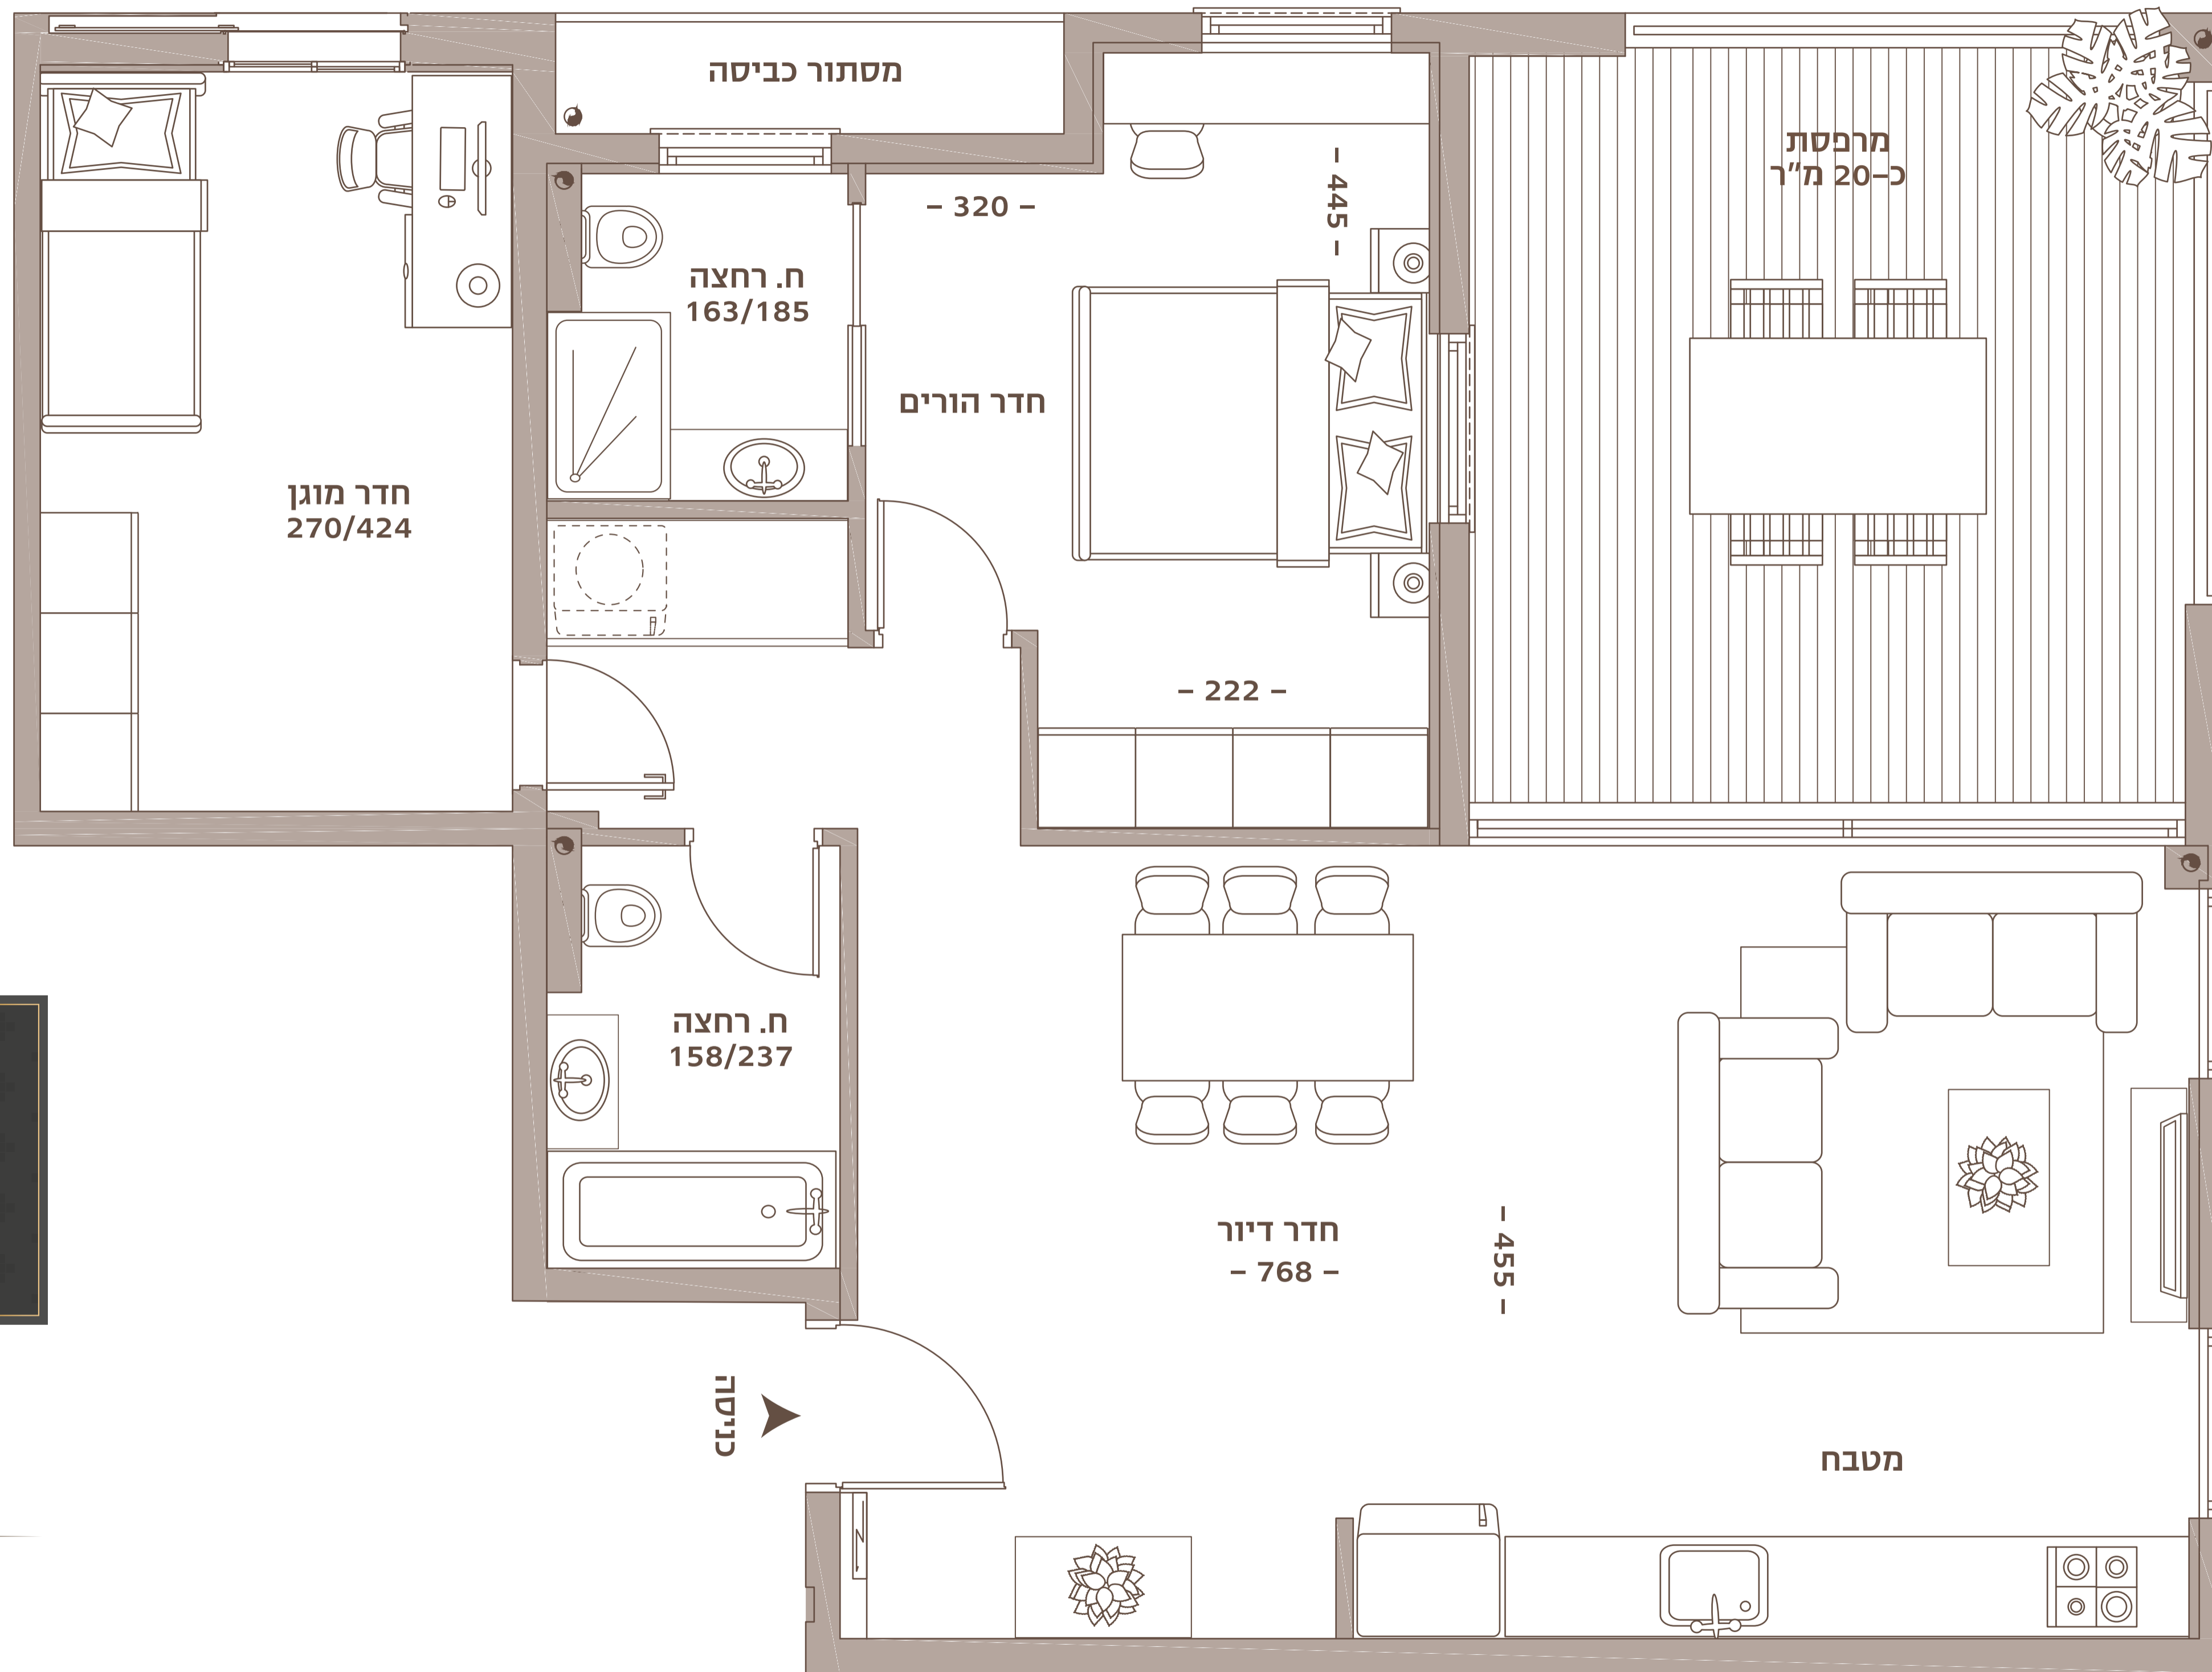 מסתור כביסה
מרפסת
כ-20 מ"ר
- 445 -
- 320 -
ח. רחצה
163/185
חדר הורים
חדר מוגן
270/424
- 222 -
ח. רחצה
158/237
חדר דיור
- 768 -
- 455 -
כניסה
מטבח